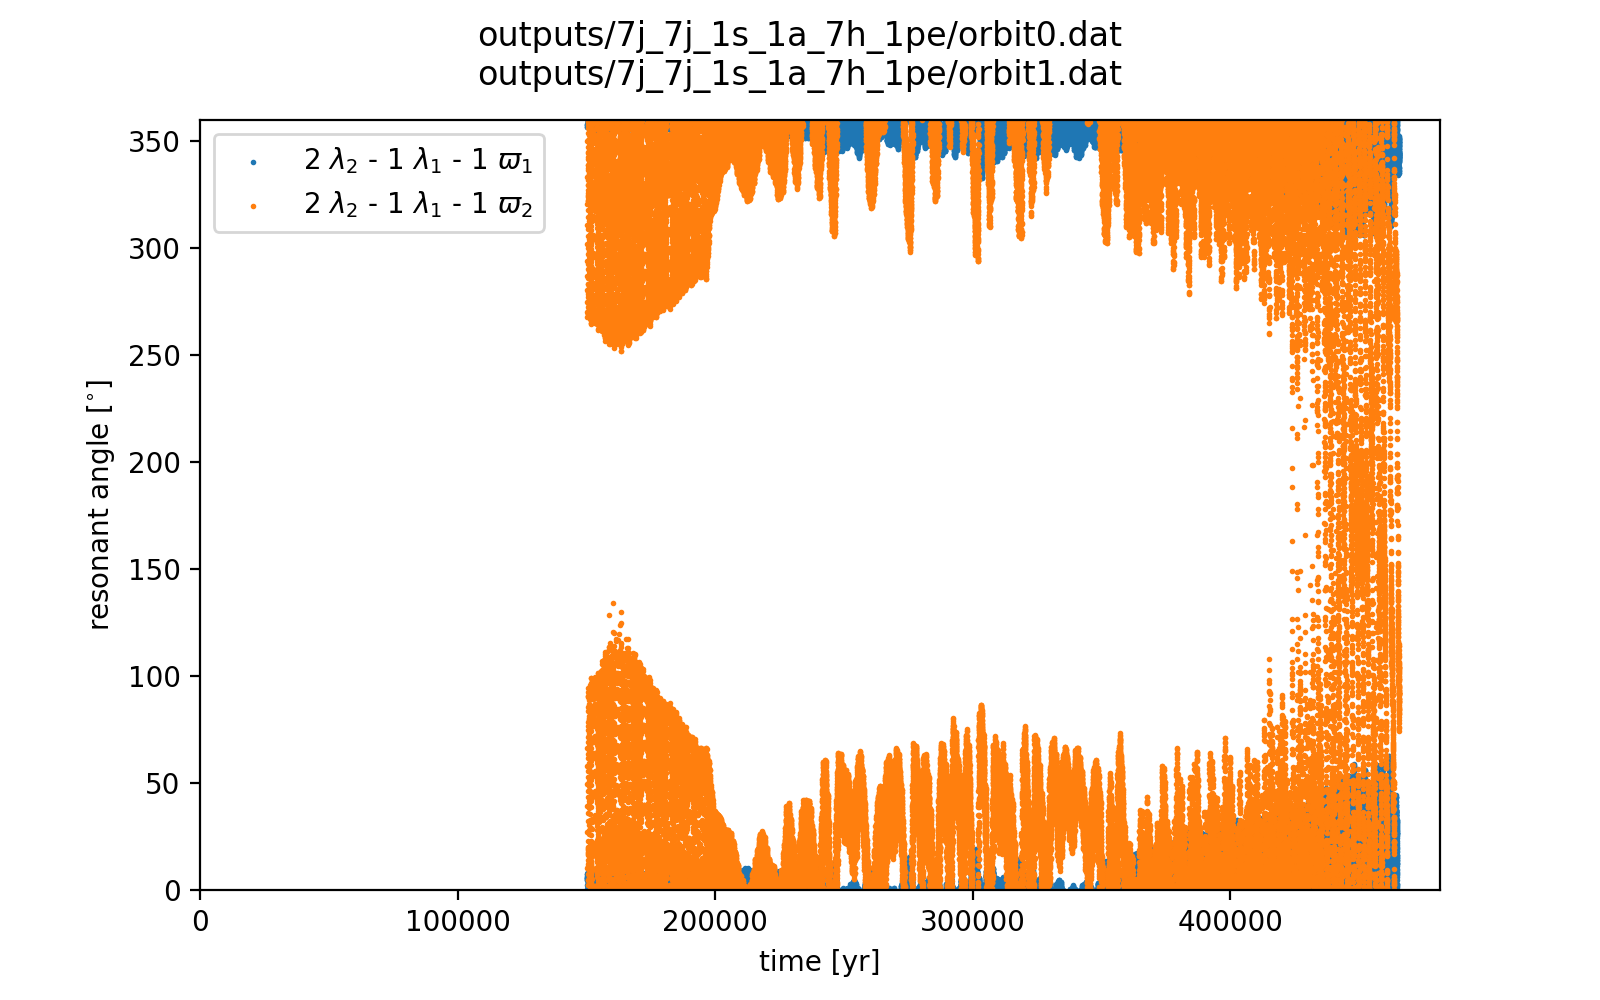 outputs/7j_7j_1s_1a_7h_1pe/orbit0.dat
outputs/7j_7j_1s_1a_7h_1pe/orbit1.dat
2 λ₂ - 1 λ₁ - 1 ϖ₁
2 λ₂ - 1 λ₁ - 1 ϖ₂
350
300
250
200
150
100
50
0
resonant angle [°]
0 100000 200000 300000 400000
time [yr]